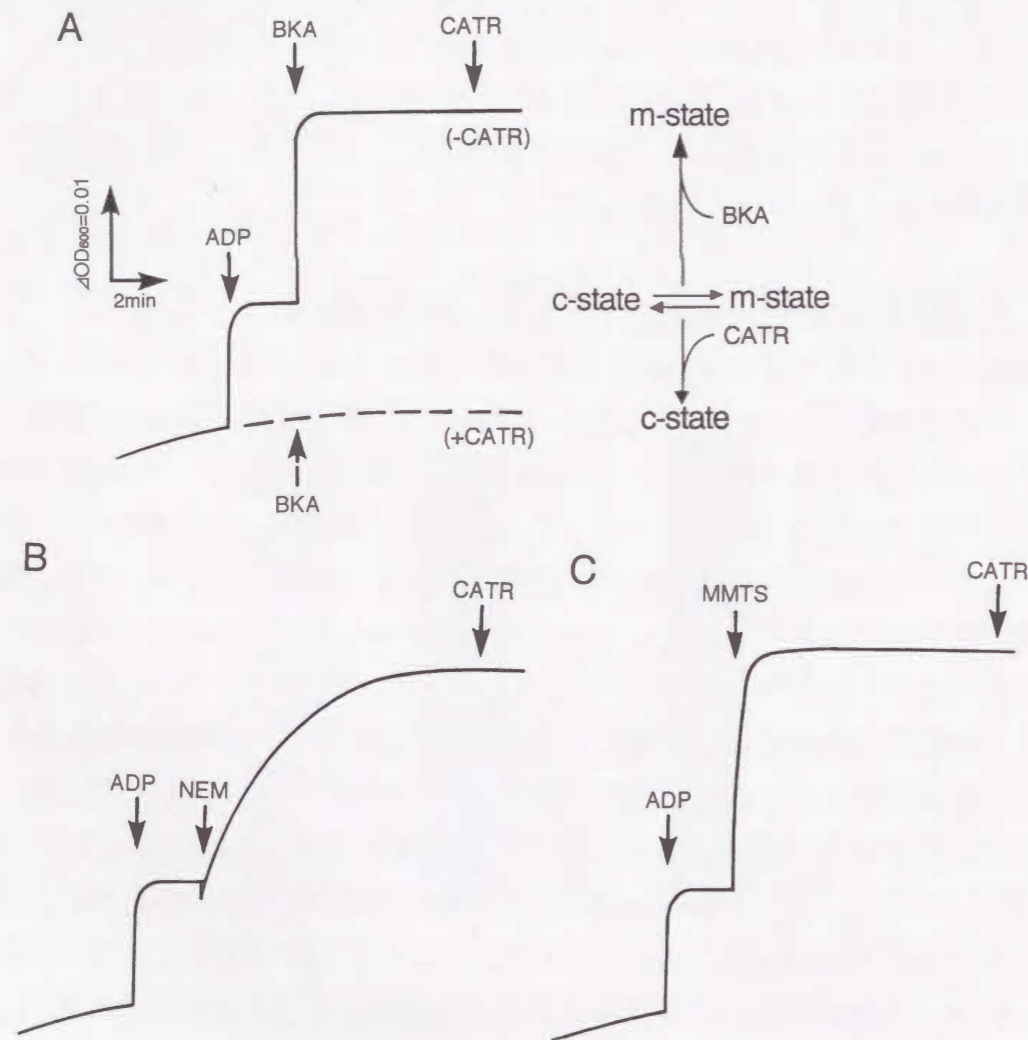 A
BKA
CATR
(-CATR)
ADP
⊿OD₆₀₀=0.01
2min
(+CATR)
BKA
m-state
BKA
c-state m-state
CATR
c-state
B
CATR
ADP
NEM
C
CATR
MMTS
ADP